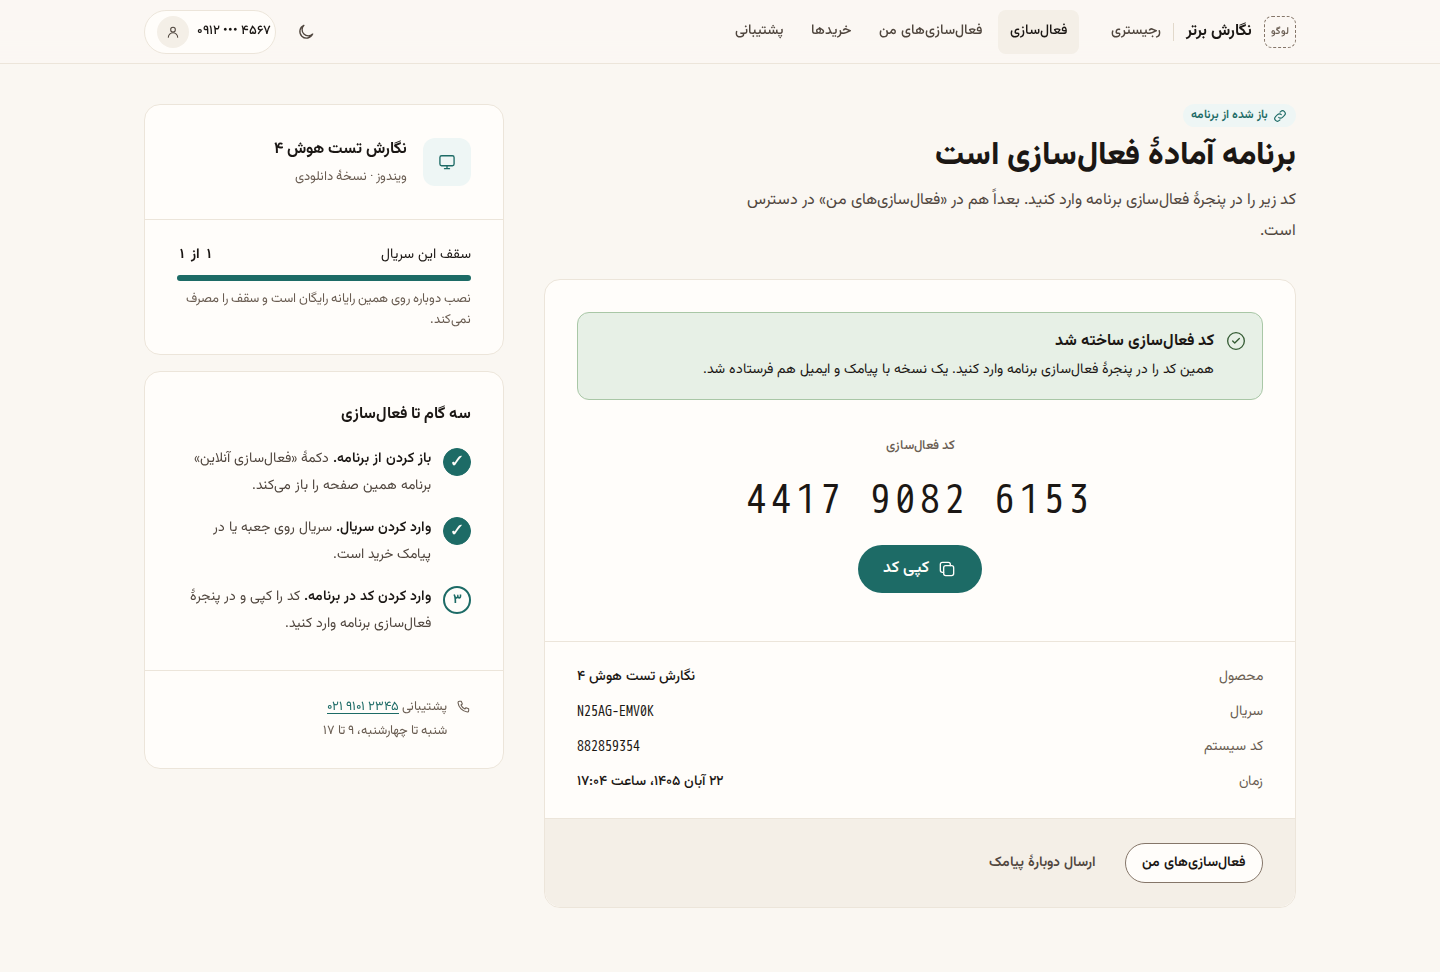 لوگو
نگارش برتر
رجیستری
فعال‌سازی
فعال‌سازی‌های من
خریدها
پشتیبانی
۰۹۱۲ ••• ۴۵۶۷
باز شده از برنامه
برنامه آمادهٔ فعال‌سازی است
کد زیر را در پنجرهٔ فعال‌سازی برنامه وارد کنید. بعداً هم در «فعال‌سازی‌های من» در دسترس
است.
کد فعال‌سازی ساخته شد
همین کد را در پنجرهٔ فعال‌سازی برنامه وارد کنید. یک نسخه با پیامک و ایمیل هم فرستاده شد.
کد فعال‌سازی
4417 9082 6153
کپی کد
محصول
نگارش تست هوش ۴
سریال
N25AG-EMV0K
کد سیستم
882859354
زمان
۲۲ آبان ۱۴۰۵، ساعت ۱۷:۰۴
فعال‌سازی‌های من
ارسال دوبارهٔ پیامک
نگارش تست هوش ۴
ویندوز · نسخهٔ دانلودی
سقف این سریال
۱ از ۱
نصب دوباره روی همین رایانه رایگان است و سقف را مصرف
نمی‌کند.
سه گام تا فعال‌سازی
✓
باز کردن از برنامه. دکمهٔ «فعال‌سازی آنلاین»
برنامه همین صفحه را باز می‌کند.
✓
وارد کردن سریال. سریال روی جعبه یا در
پیامک خرید است.
۳
وارد کردن کد در برنامه. کد را کپی و در پنجرهٔ
فعال‌سازی برنامه وارد کنید.
پشتیبانی ۰۲۱ ۹۱۰۱ ۲۳۴۵
شنبه تا چهارشنبه، ۹ تا ۱۷